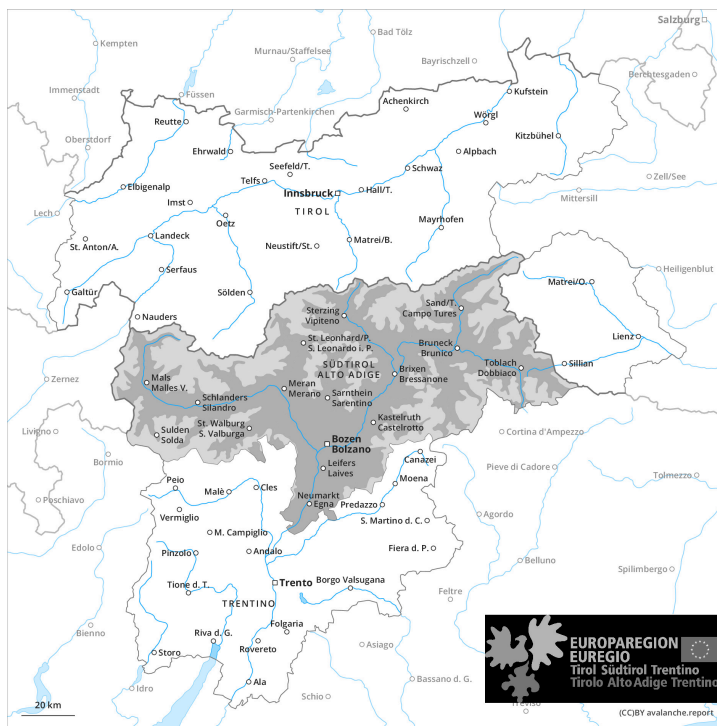 Salzburg
Kempten
Bad Tölz
Murnau/Staffelsee
Bayrischzell
Berchtesgaden
Immenstadt
Füssen
Kufstein
Garmisch-Partenkirchen
Achenkirch
Reutte
Wörgl
Oberstdorf
Kitzbühel
Ehrwald
Alpbach
Seefeld/T.
Schwaz
Telfs
Zell/See
Elbigenalp
Innsbruck
Hall/T.
Mittersill
Imst
TIROL
Lech
Oetz
Mayrhofen
Landeck
St. Anton/A.
Neustift/St.
Matrei/B.
Serfaus
Heiligenblut
Galtür
Sölden
Matrei/O.
Sand/T.
Campo Tures
Nauders
Sterzing
Vipiteno
St. Leonhard/P.
S. Leonardo i. P.
Lienz
Bruneck
Brunico
SÜDTIROL
ALTO ADIGE
Toblach
Dobbiaco
Sillian
Brixen
Bressanone
Zernez
Mals
Malles V.
Meran
Merano
Sarnthein
Sarentino
Schlanders
Silandro
St. Walburg
S. Valburga
Kastelruth
Castelrotto
Livigno
Sulden
Solda
Cortina d'Ampezzo
Bozen
Bolzano
Bormio
Canazei
Leifers
Laives
Pieve di Cadore
Tolmezzo
Peio
Malè
Cles
Moena
Poschiavo
Neumarkt
Egna
Predazzo
Vermiglio
S. Martino d. C.
Agordo
M. Campiglio
Edolo
Pinzolo
Andalo
Fiera d. P.
Belluno
Spilimbergo
Tione d. T.
Trento
Borgo Valsugana
Feltre
TRENTINO
Bienno
Riva d. G.
Folgaria
Rovereto
Asiago
Storo
EUROPAREGION
EUREGIO
Tirol Südtirol Trentino
Tirolo Alto Adige Trentino
Ala
Bassano d. G.
Idro
Schio
Treviso
20 km
(CC)BY avalanche.report